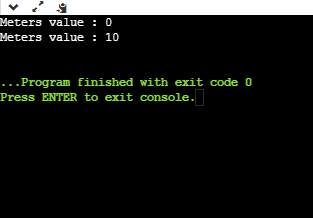 Meters value : 0
Meters value : 10
...Program finished with exit code 0
Press ENTER to exit console.